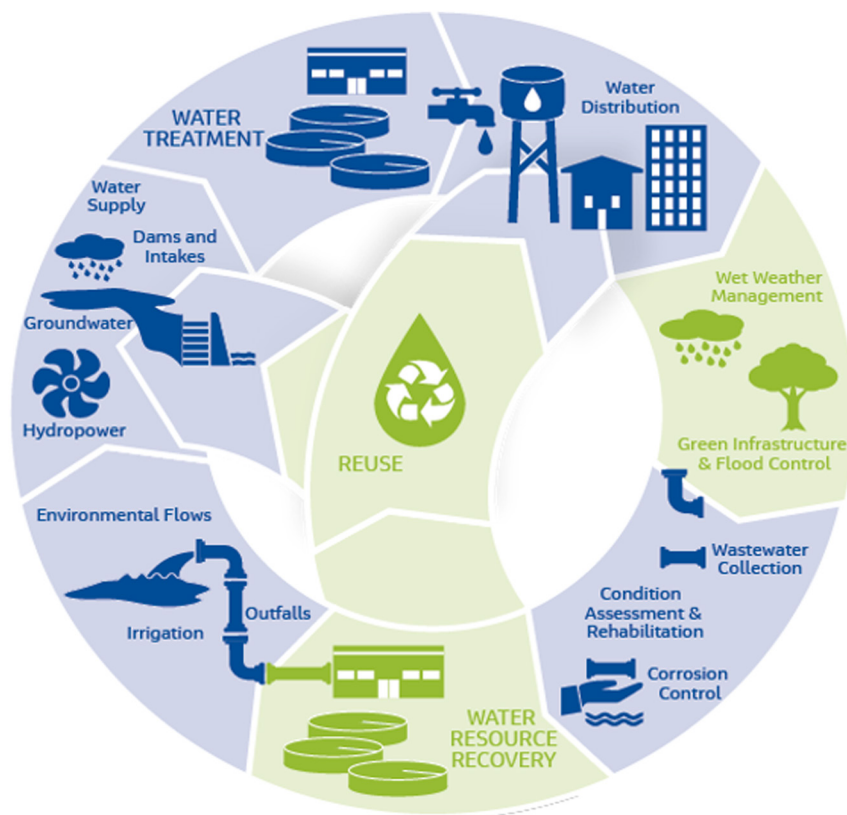 WATER
TREATMENT
Water
Distribution
Water
Supply
Dams and
Intakes
Groundwater
Hydropower
Wet Weather
Management
Green Infrastructure
& Flood Control
REUSE
Environmental Flows
Irrigation
Outfalls
Wastewater
Collection
Condition
Assessment &
Rehabilitation
Corrosion
Control
WATER
RESOURCE
RECOVERY